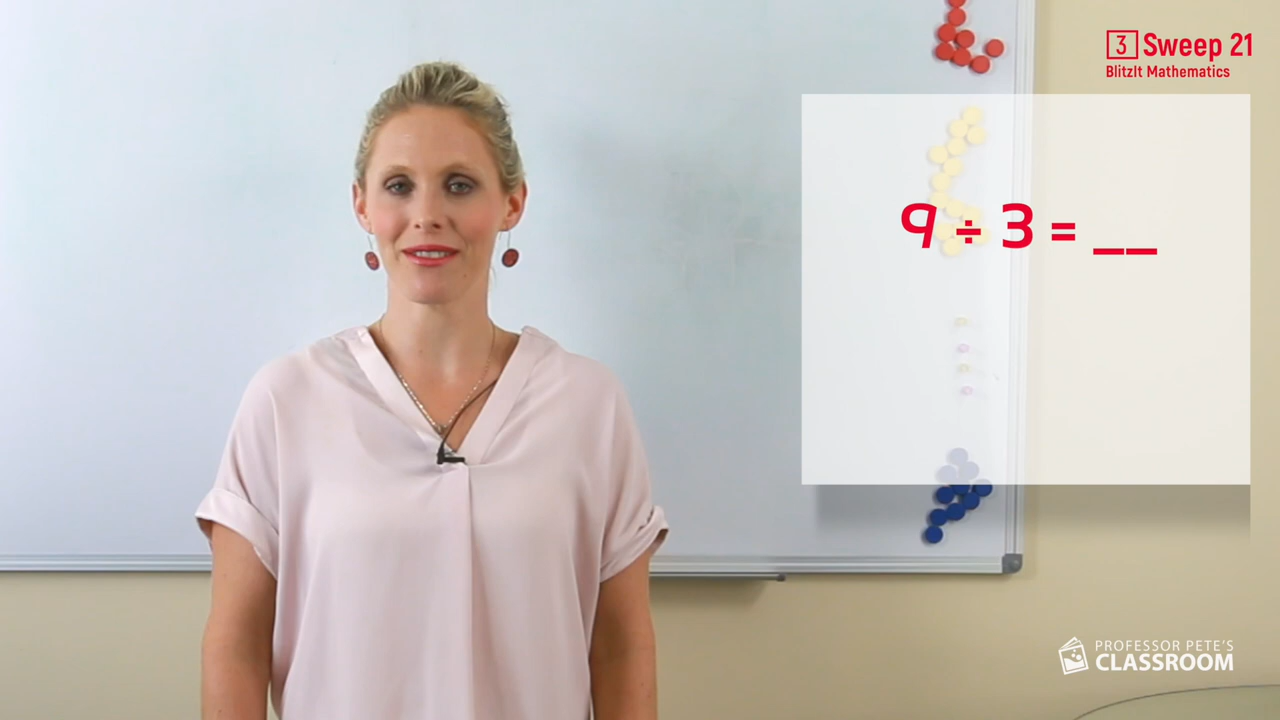 3 Sweep 21
BlitzIt Mathematics
9 ÷ 3 = __
PROFESSOR PETE'S
CLASSROOM